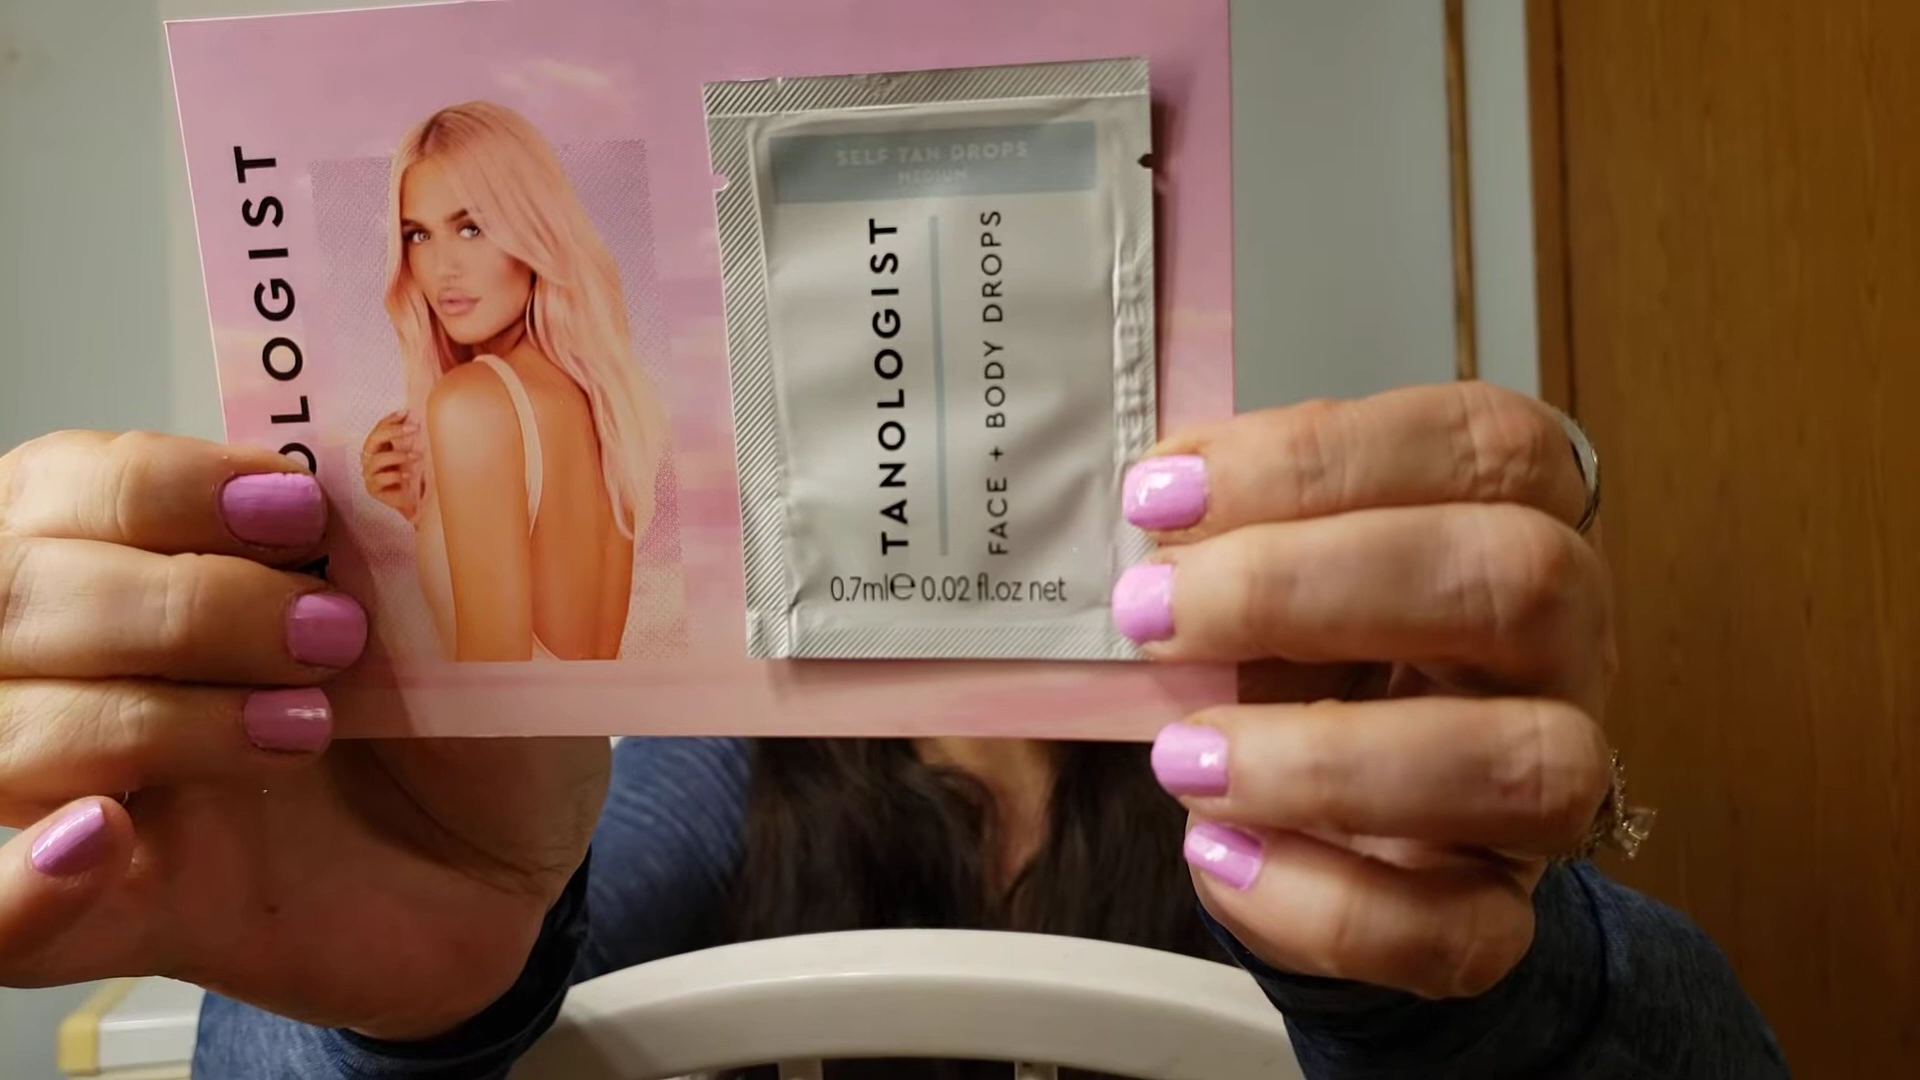 TANOLOGIST
SELF TAN DROPS
MEDIUM
TANOLOGIST
FACE + BODY DROPS
0.7ml℮ 0.02 fl.oz net